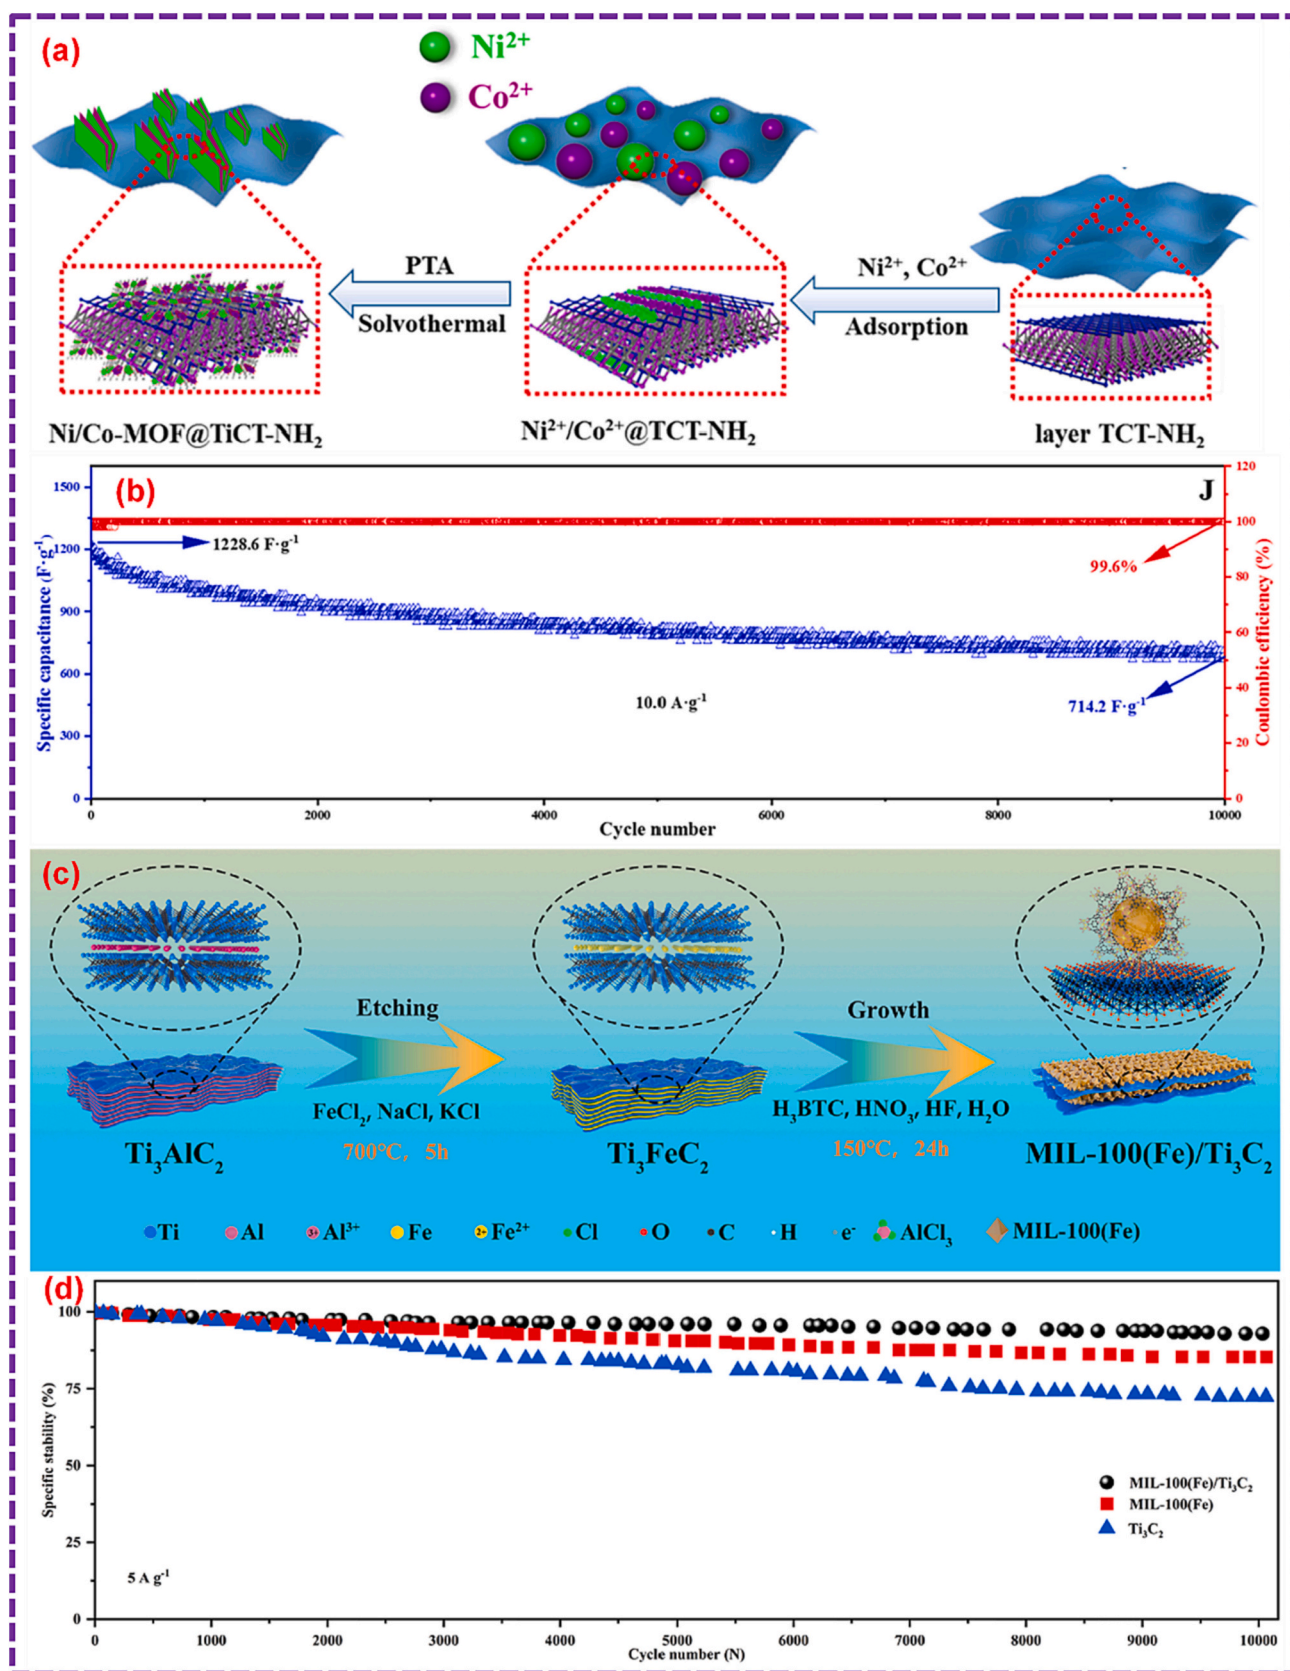 (a)
Ni²⁺
Co²⁺
PTA
Solvothermal
Ni²⁺, Co²⁺
Adsorption
Ni/Co-MOF@TiCT-NH₂
Ni²⁺/Co²⁺@TCT-NH₂
layer TCT-NH₂
(b)
J
1500
1200
900
600
300
0
Specific capacitance (F·g⁻¹)
1228.6 F·g⁻¹
99.6%
10.0 A·g⁻¹
714.2 F·g⁻¹
120
100
80
60
40
20
0
Coulombic efficiency (%)
0 2000 4000 6000 8000 10000
Cycle number
(c)
Etching
FeCl₂, NaCl, KCl
700°C, 5h
Growth
H₃BTC, HNO₃, HF, H₂O
150°C, 24h
Ti₃AlC₂
Ti₃FeC₂
MIL-100(Fe)/Ti₃C₂
Ti Al 3+ Al³⁺ Fe 2+ Fe²⁺ Cl O C H e⁻ AlCl₃ MIL-100(Fe)
(d)
100
75
50
25
0
Specific stability (%)
MIL-100(Fe)/Ti₃C₂
MIL-100(Fe)
Ti₃C₂
5 A g⁻¹
0 1000 2000 3000 4000 5000 6000 7000 8000 9000 10000
Cycle number (N)